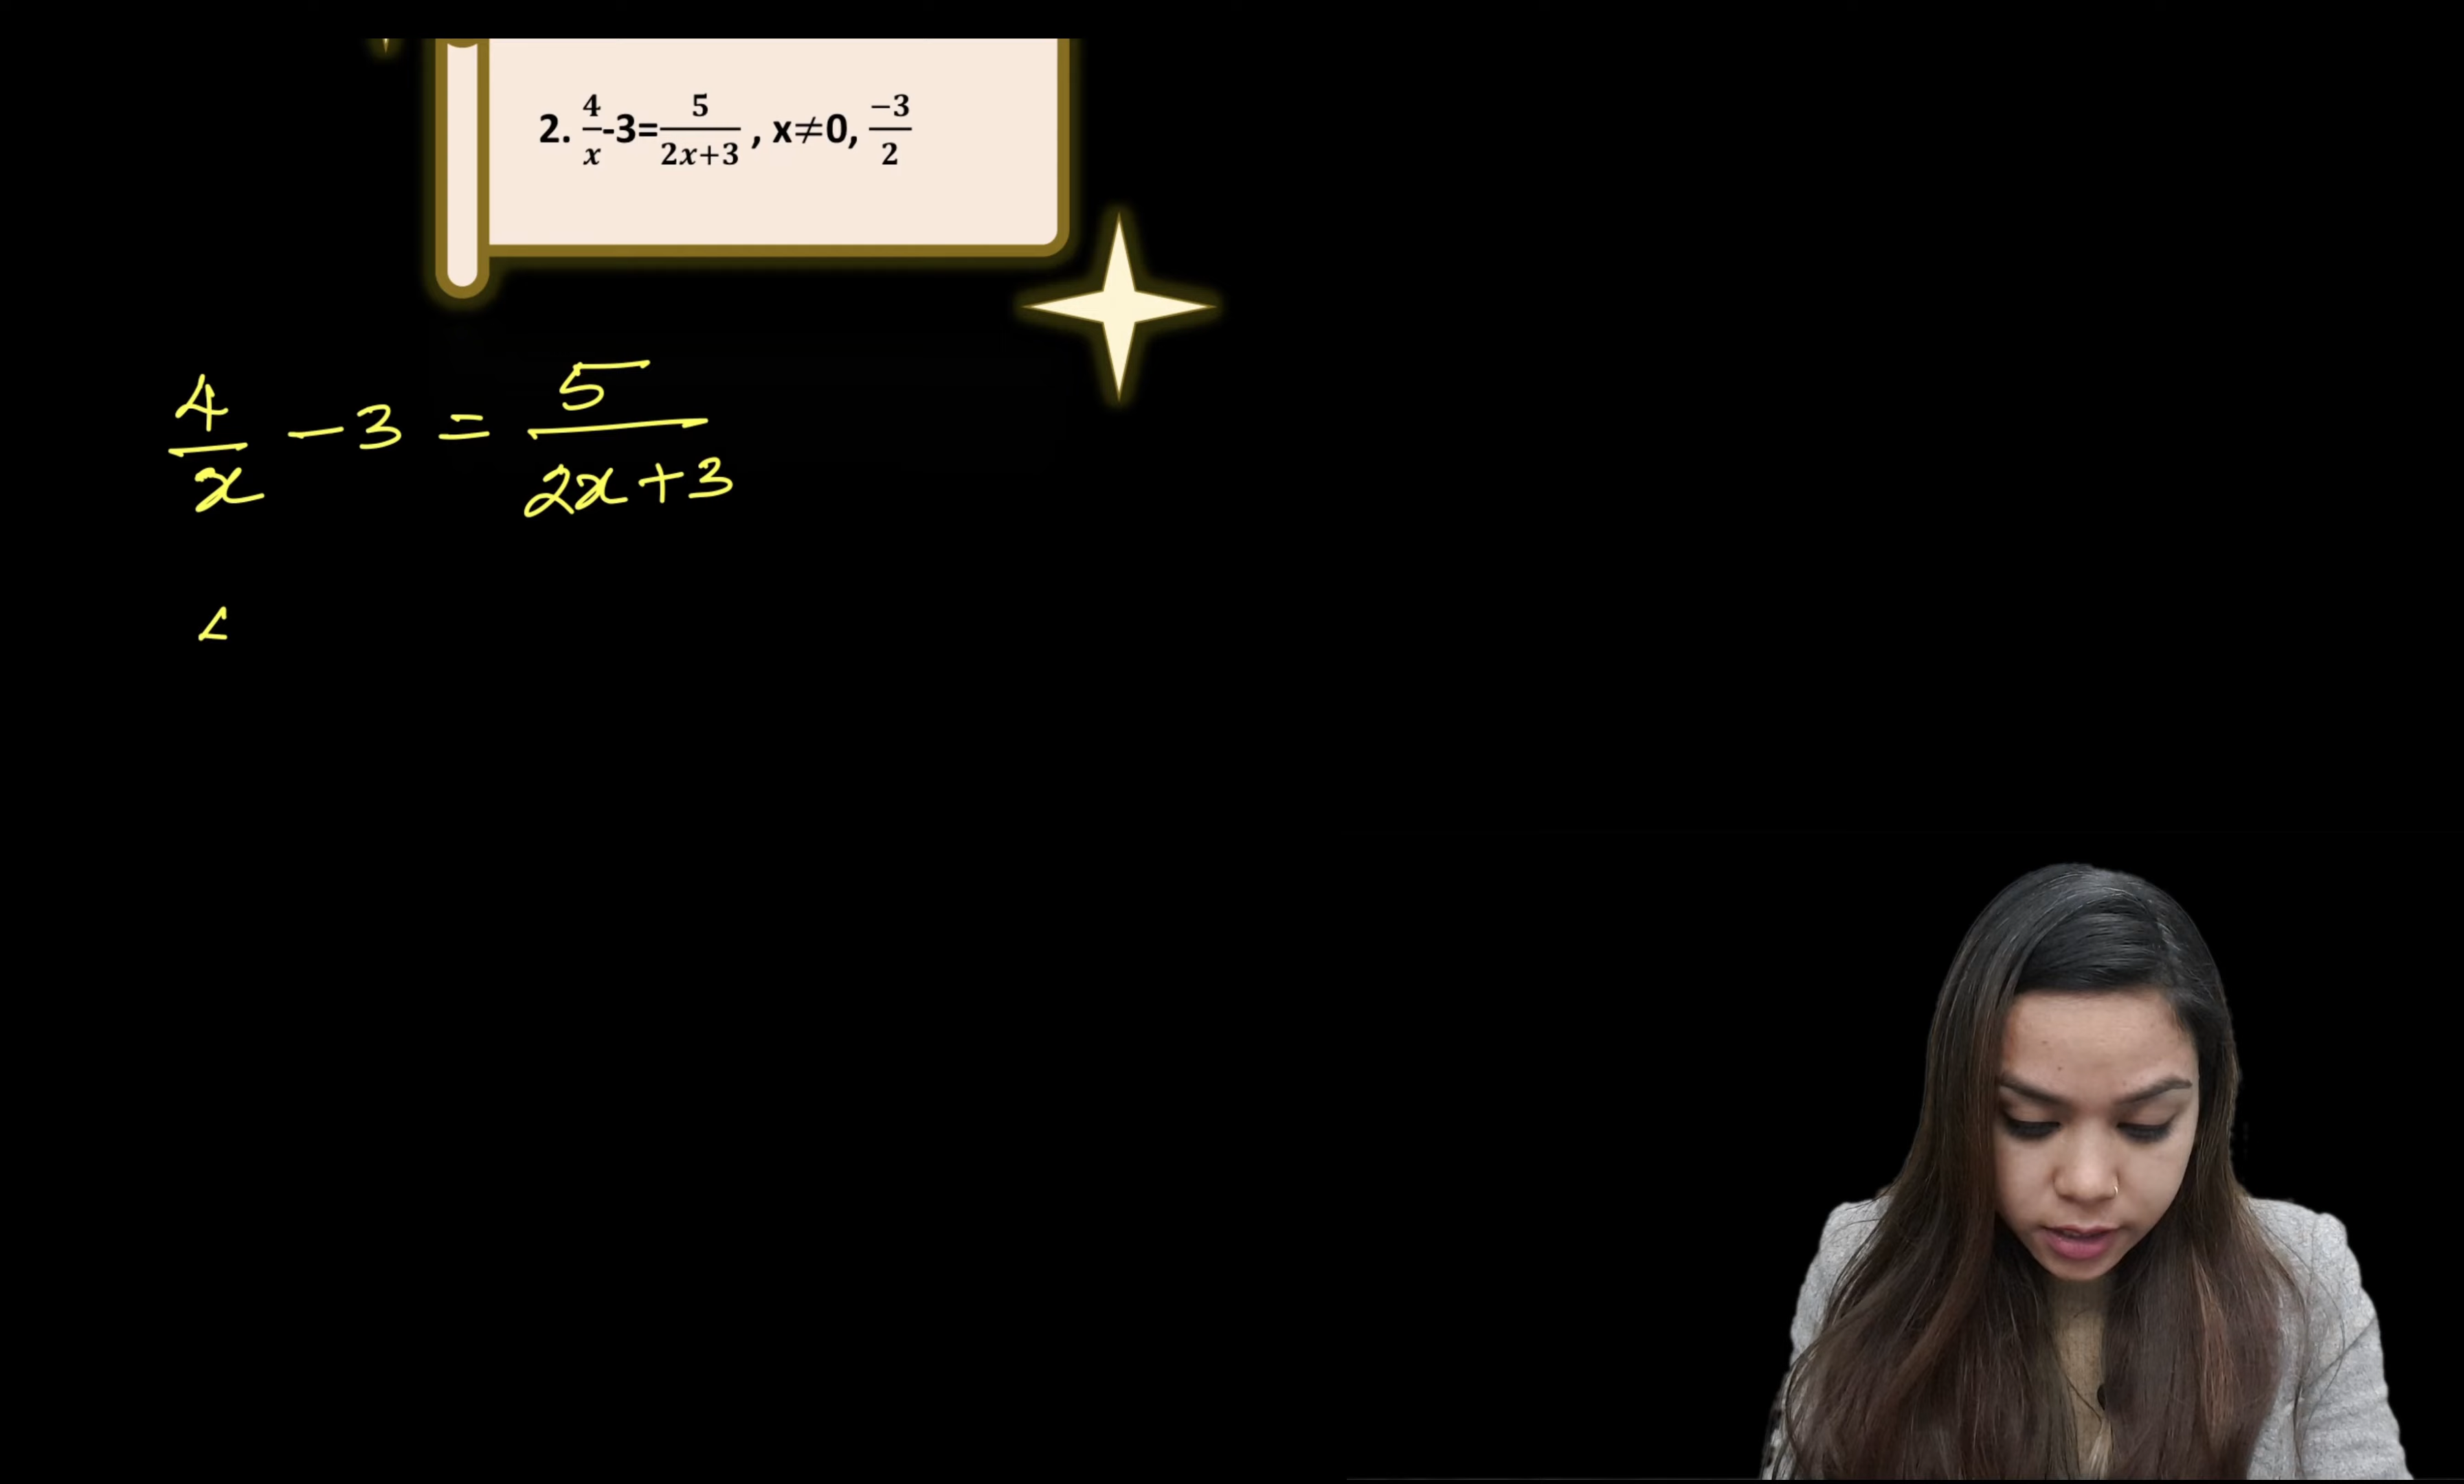 2. 4/x-3=5/(2x+3) , x≠0, −3/2
4/x − 3 = 5/(2x+3)